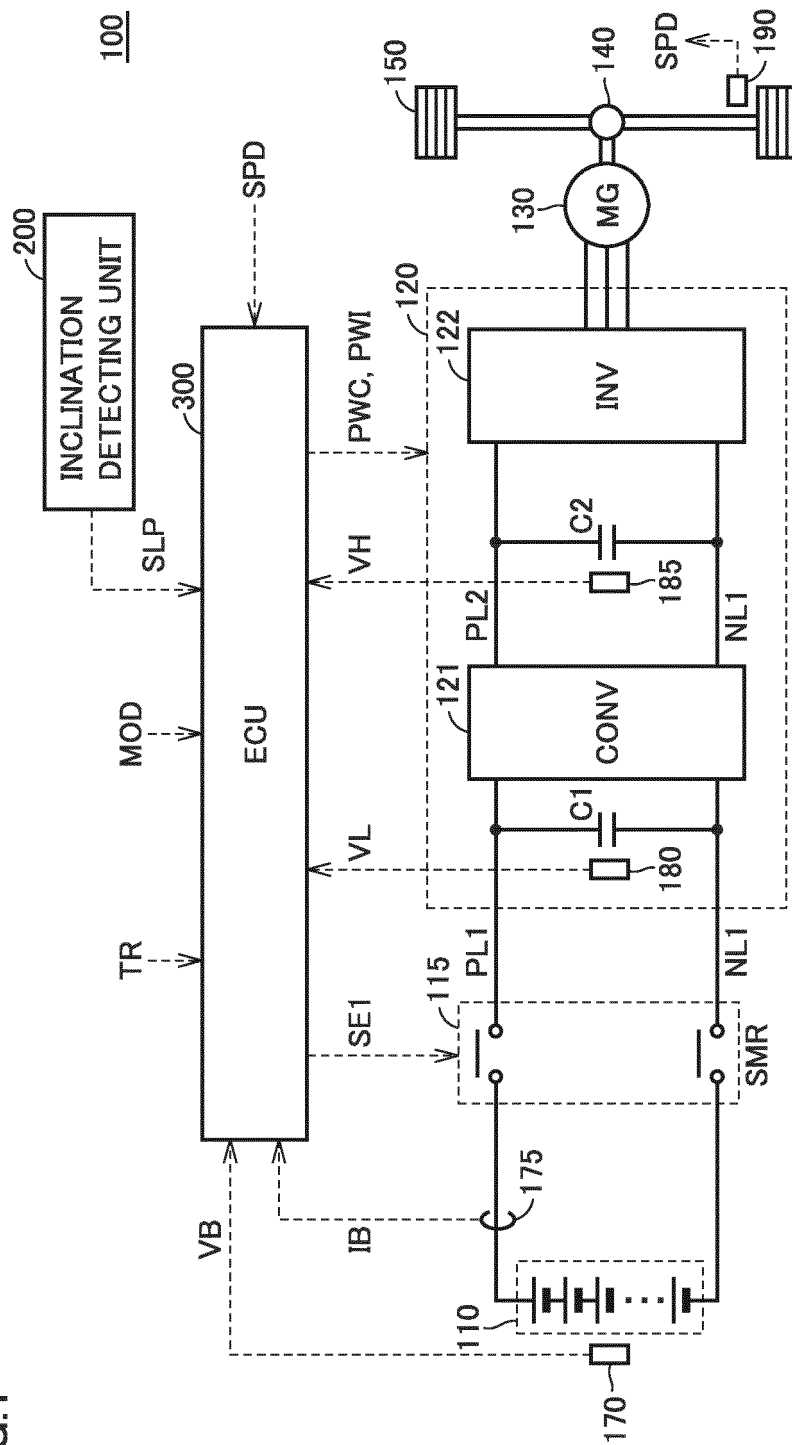 100
200
INCLINATION
DETECTING UNIT
SLP
TR
MOD
SPD
300
ECU
VB
IB
SE1
VL
VH
PWC, PWI
120
110
170
175
115
SMR
PL1
NL1
C1
180
121
CONV
PL2
NL1
C2
185
122
INV
130
MG
140
150
SPD
190